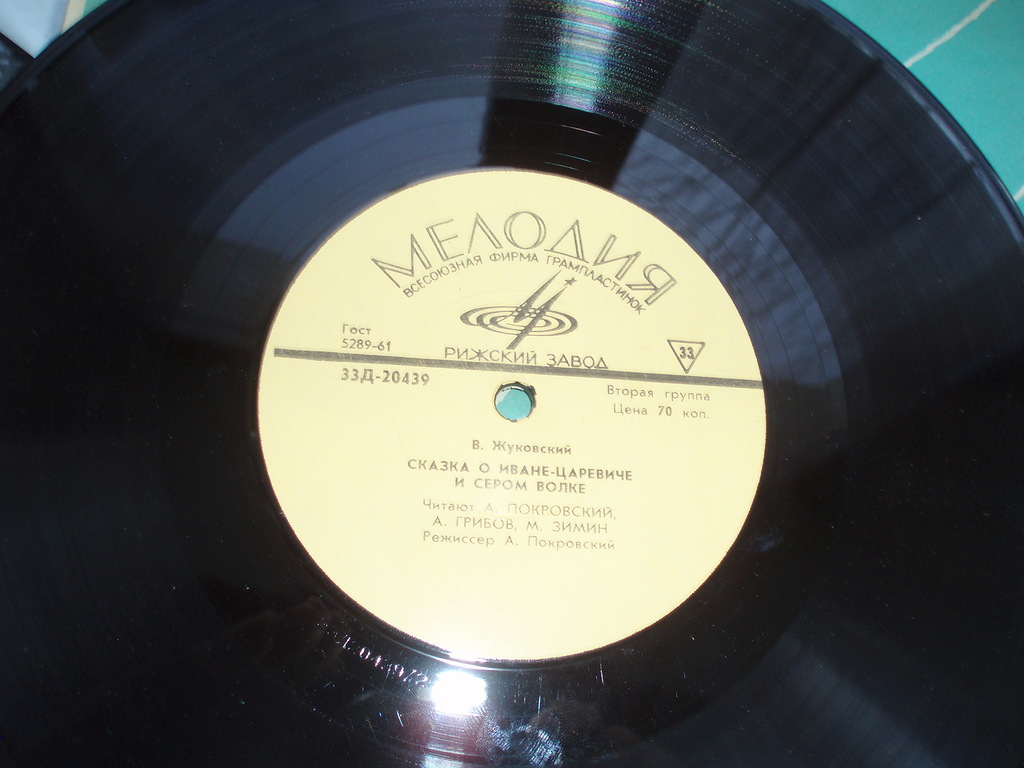 МЕЛОДИЯ
ВСЕСОЮЗНАЯ ФИРМА ГРАМПЛАСТИНОК
Гост
5289-61
РИЖСКИЙ ЗАВОД
33
33Д-20439
Вторая группа
Цена 70 коп.
В. Жуковский
СКАЗКА О ИВАНЕ-ЦАРЕВИЧЕ
И СЕРОМ ВОЛКЕ
Читают А. ПОКРОВСКИЙ,
А. ГРИБОВ, М. ЗИМИН
Режиссер А. Покровский